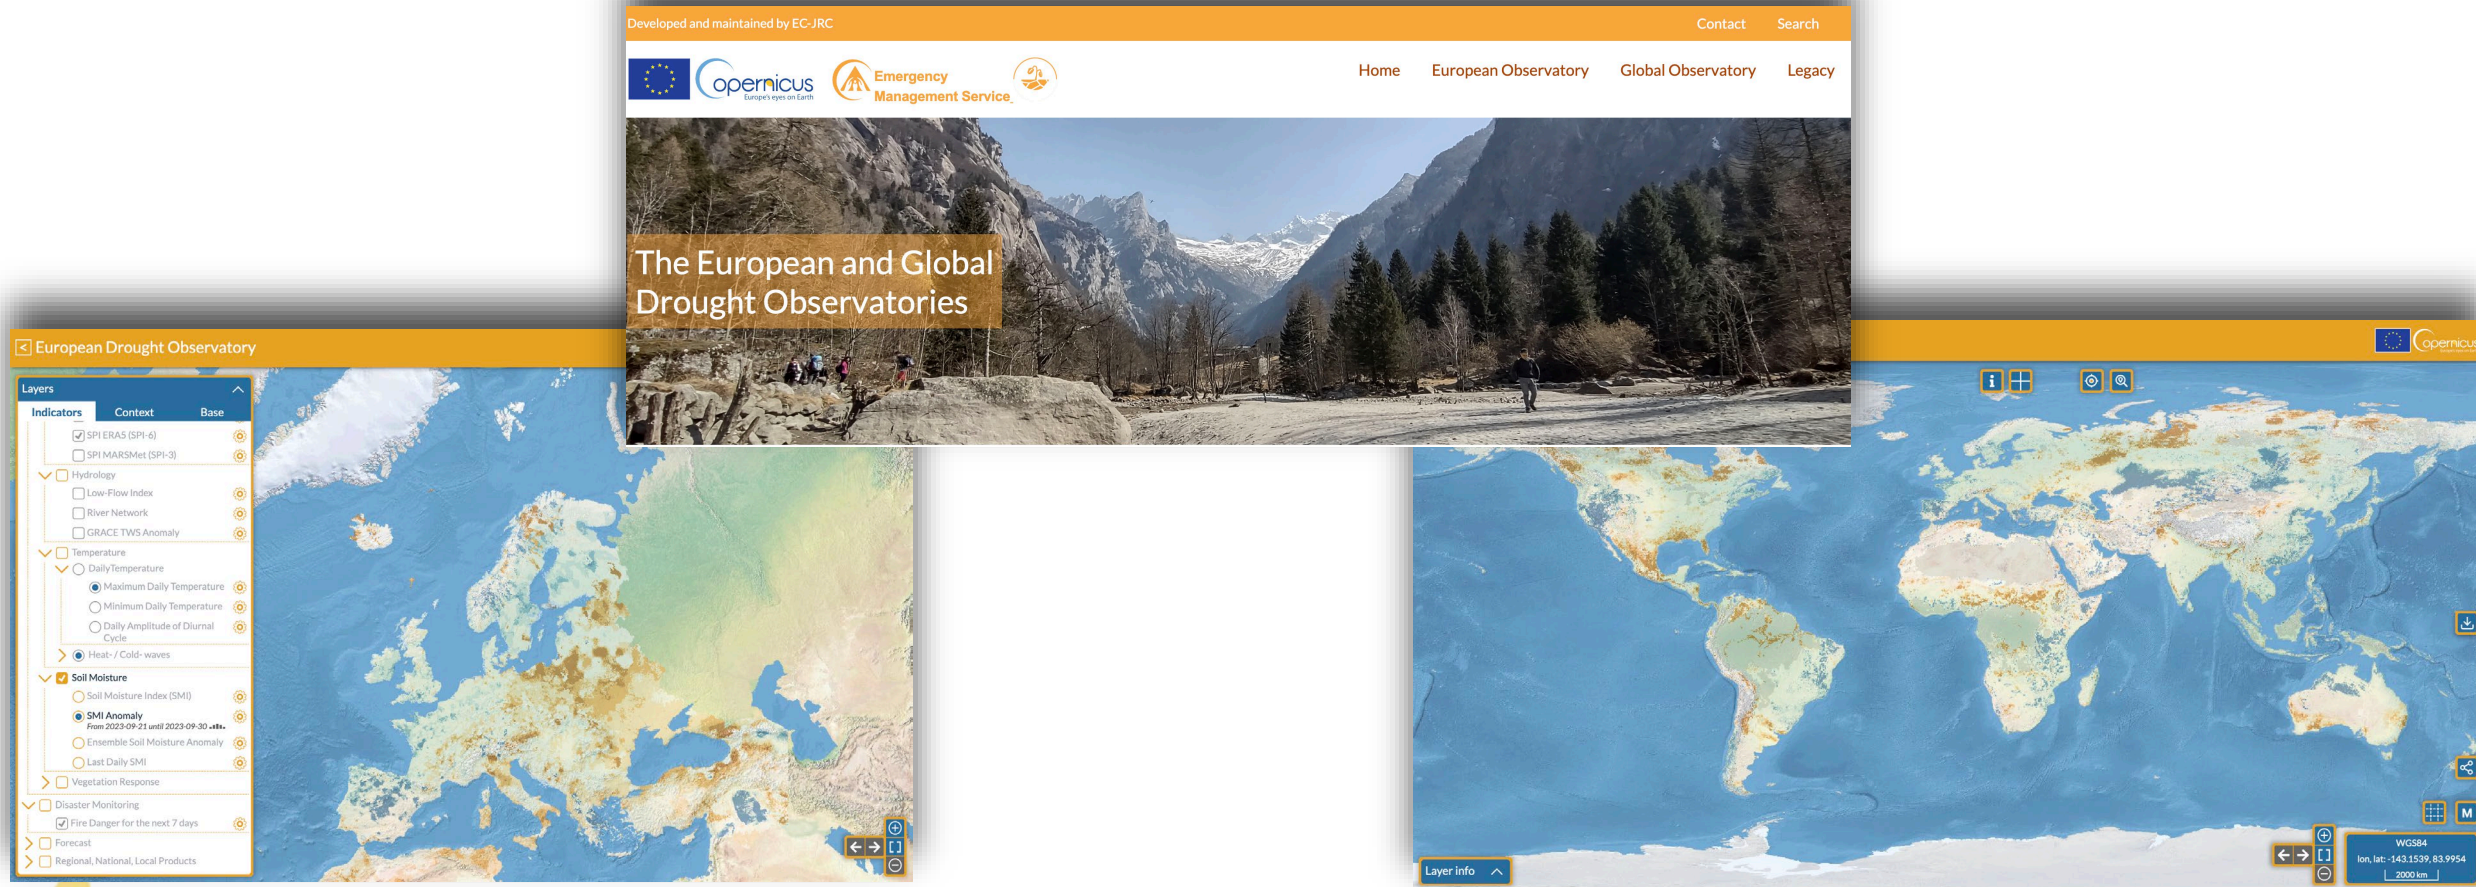 Developed and maintained by EC-JRC
Contact
Search
opernicus
Europe's eyes on Earth
Emergency
Management Service
Home
European Observatory
Global Observatory
Legacy
The European and Global
Drought Observatories
< European Drought Observatory
Layers
Indicators
Context
Base
SPI ERA5 (SPI-6)
SPI MARSMet (SPI-3)
Hydrology
Low-Flow Index
River Network
GRACE TWS Anomaly
Temperature
DailyTemperature
Maximum Daily Temperature
Minimum Daily Temperature
Daily Amplitude of Diurnal
Cycle
Heat- / Cold- waves
Soil Moisture
Soil Moisture Index (SMI)
SMI Anomaly
From 2023-09-21 until 2023-09-30
Ensemble Soil Moisture Anomaly
Last Daily SMI
Vegetation Response
Disaster Monitoring
Fire Danger for the next 7 days
Forecast
Regional, National, Local Products
opernicus
i
M
Layer info
WGS84
lon, lat: -143.1539, 83.9954
2000 km